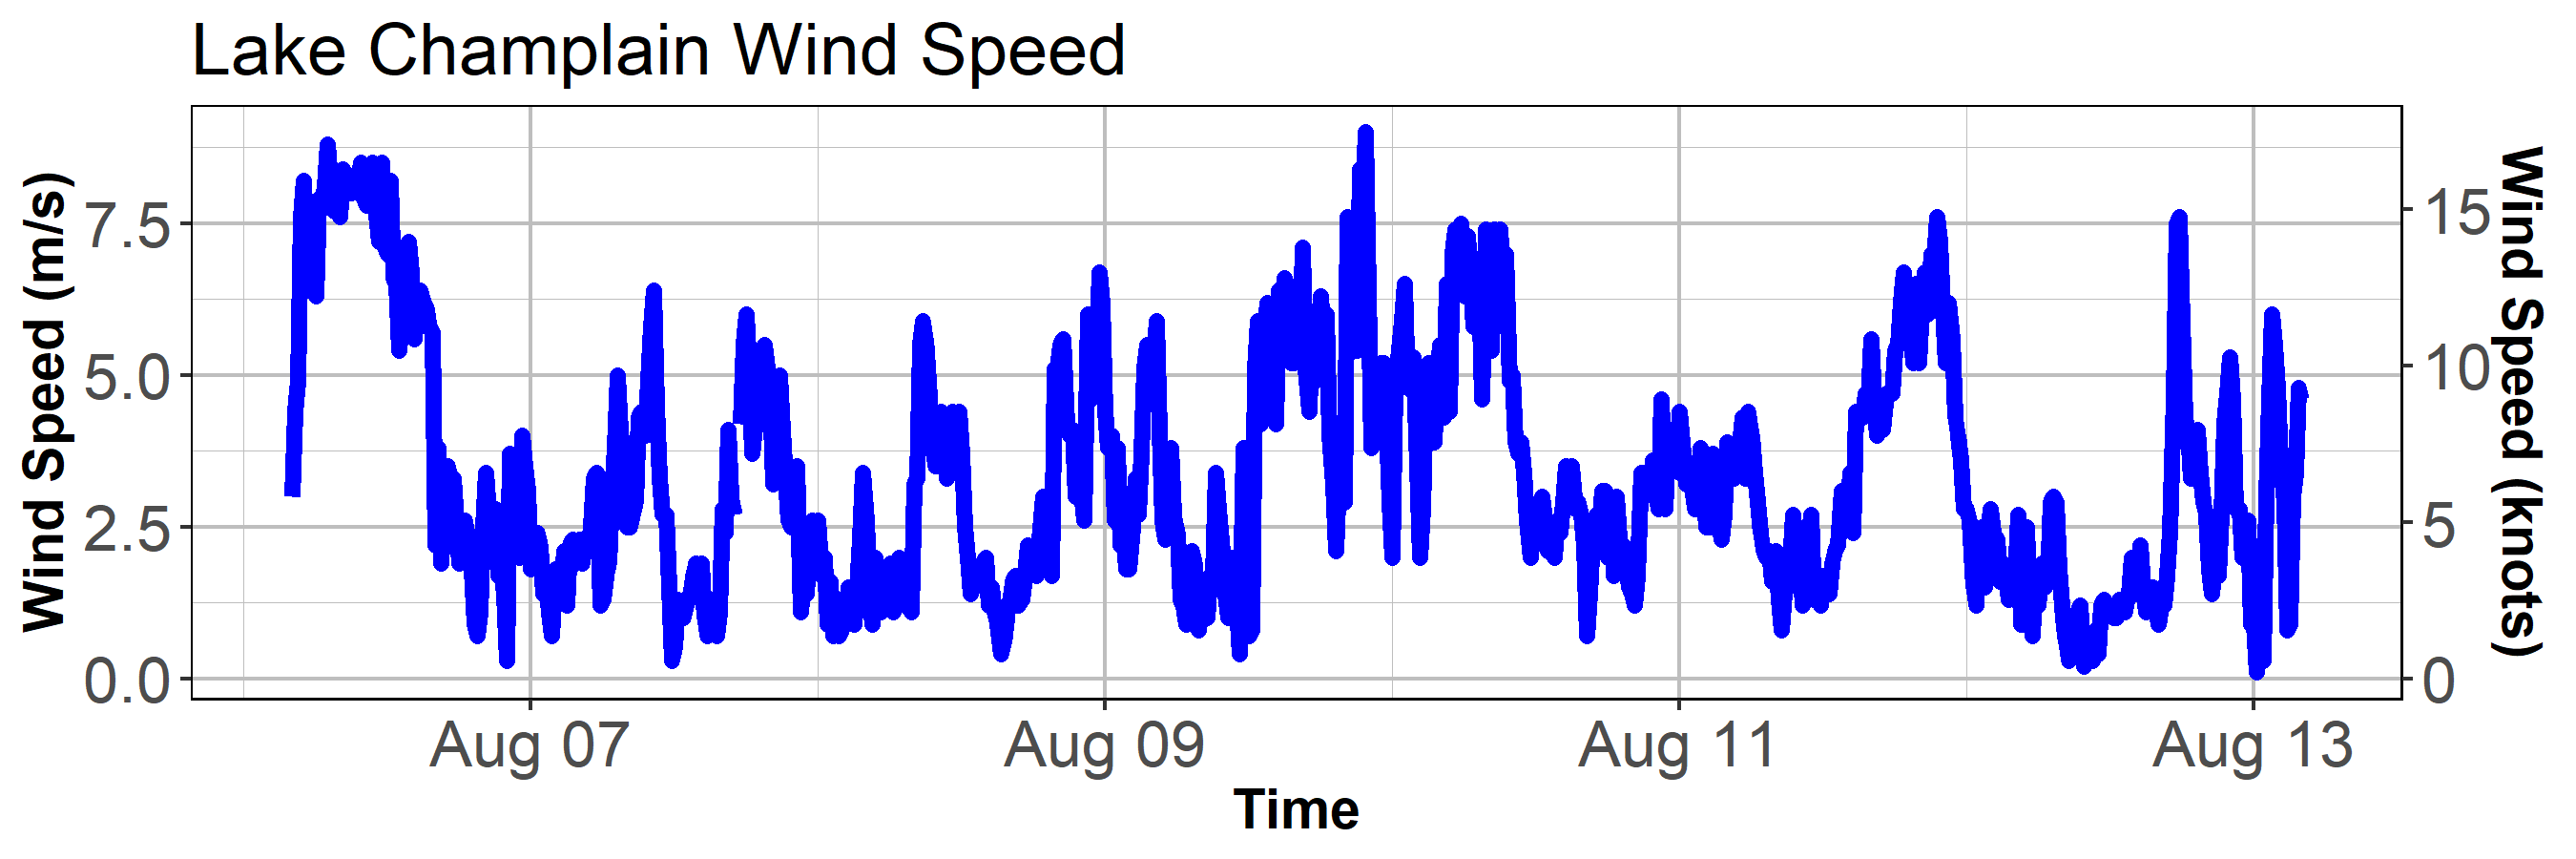 Lake Champlain Wind Speed
Wind Speed (m/s)
7.5
5.0
2.5
0.0
15
10
5
0
Wind Speed (knots)
Aug 07
Aug 09
Aug 11
Aug 13
Time